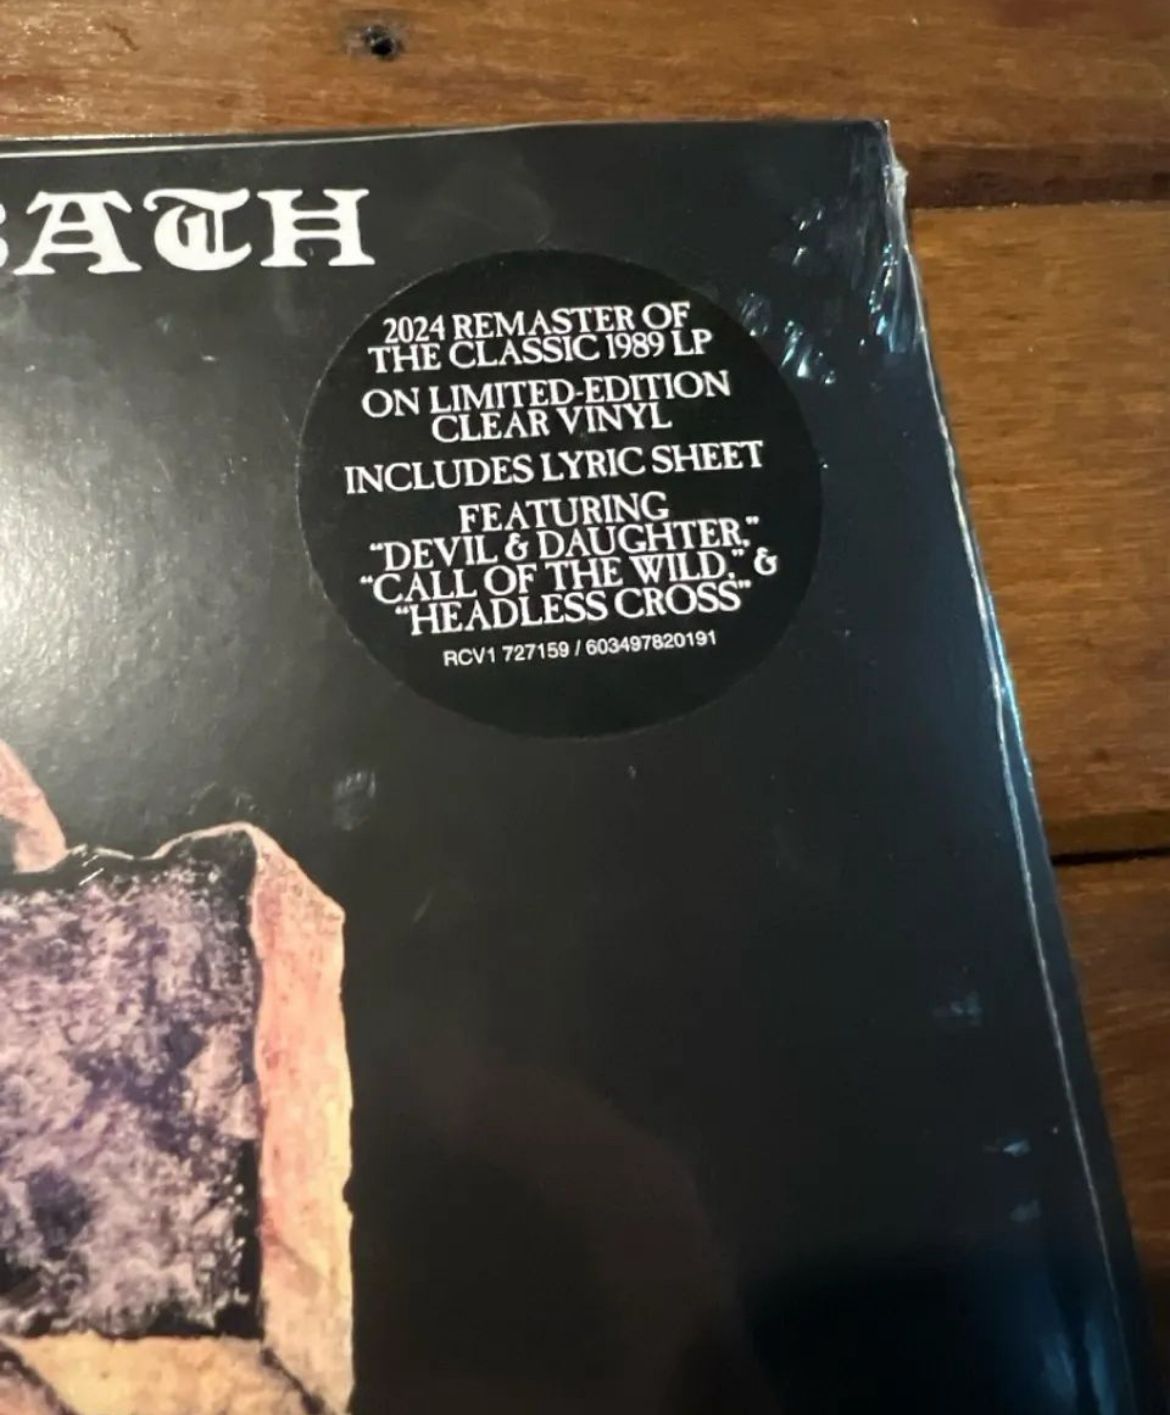 BATH
2024 REMASTER OF
THE CLASSIC 1989 LP
ON LIMITED-EDITION
CLEAR VINYL
INCLUDES LYRIC SHEET
FEATURING
“DEVIL & DAUGHTER,”
“CALL OF THE WILD,” &
“HEADLESS CROSS”
RCV1 727159 / 603497820191